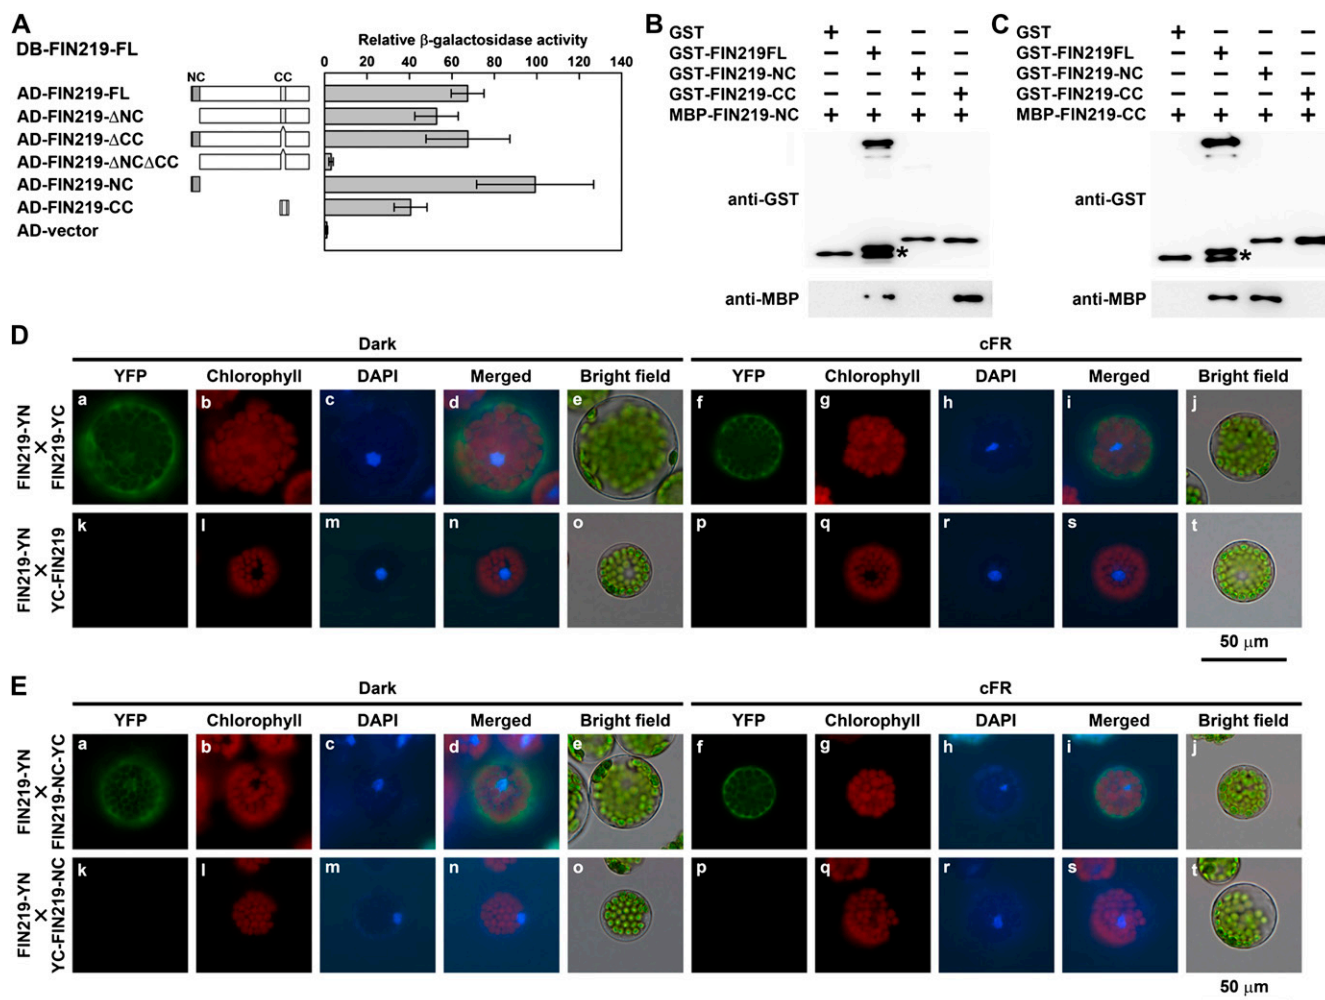 A
DB-FIN219-FL
Relative β-galactosidase activity
0 20 40 60 80 100 120 140
NC CC
AD-FIN219-FL
AD-FIN219-ΔNC
AD-FIN219-ΔCC
AD-FIN219-ΔNCΔCC
AD-FIN219-NC
AD-FIN219-CC
AD-vector
B
GST + − − −
GST-FIN219FL − + − −
GST-FIN219-NC − − + −
GST-FIN219-CC − − − +
MBP-FIN219-NC + + + +
anti-GST
*
anti-MBP
C
GST + − − −
GST-FIN219FL − + − −
GST-FIN219-NC − − + −
GST-FIN219-CC − − − +
MBP-FIN219-CC + + + +
anti-GST
*
anti-MBP
D
Dark cFR
YFP Chlorophyll DAPI Merged Bright field YFP Chlorophyll DAPI Merged Bright field
FIN219-YN
×
FIN219-YC
a b c d e f g h i j
FIN219-YN
×
YC-FIN219
k l m n o p q r s t
50 μm
E
Dark cFR
YFP Chlorophyll DAPI Merged Bright field YFP Chlorophyll DAPI Merged Bright field
FIN219-YN
×
FIN219-NC-YC
a b c d e f g h i j
FIN219-YN
×
YC-FIN219-NC
k l m n o p q r s t
50 μm